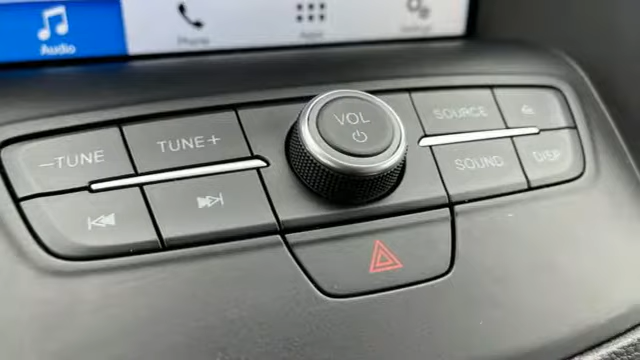 Audio
Phone
Apps
Settings
-TUNE
TUNE+
VOL
SOURCE
SOUND
DISP